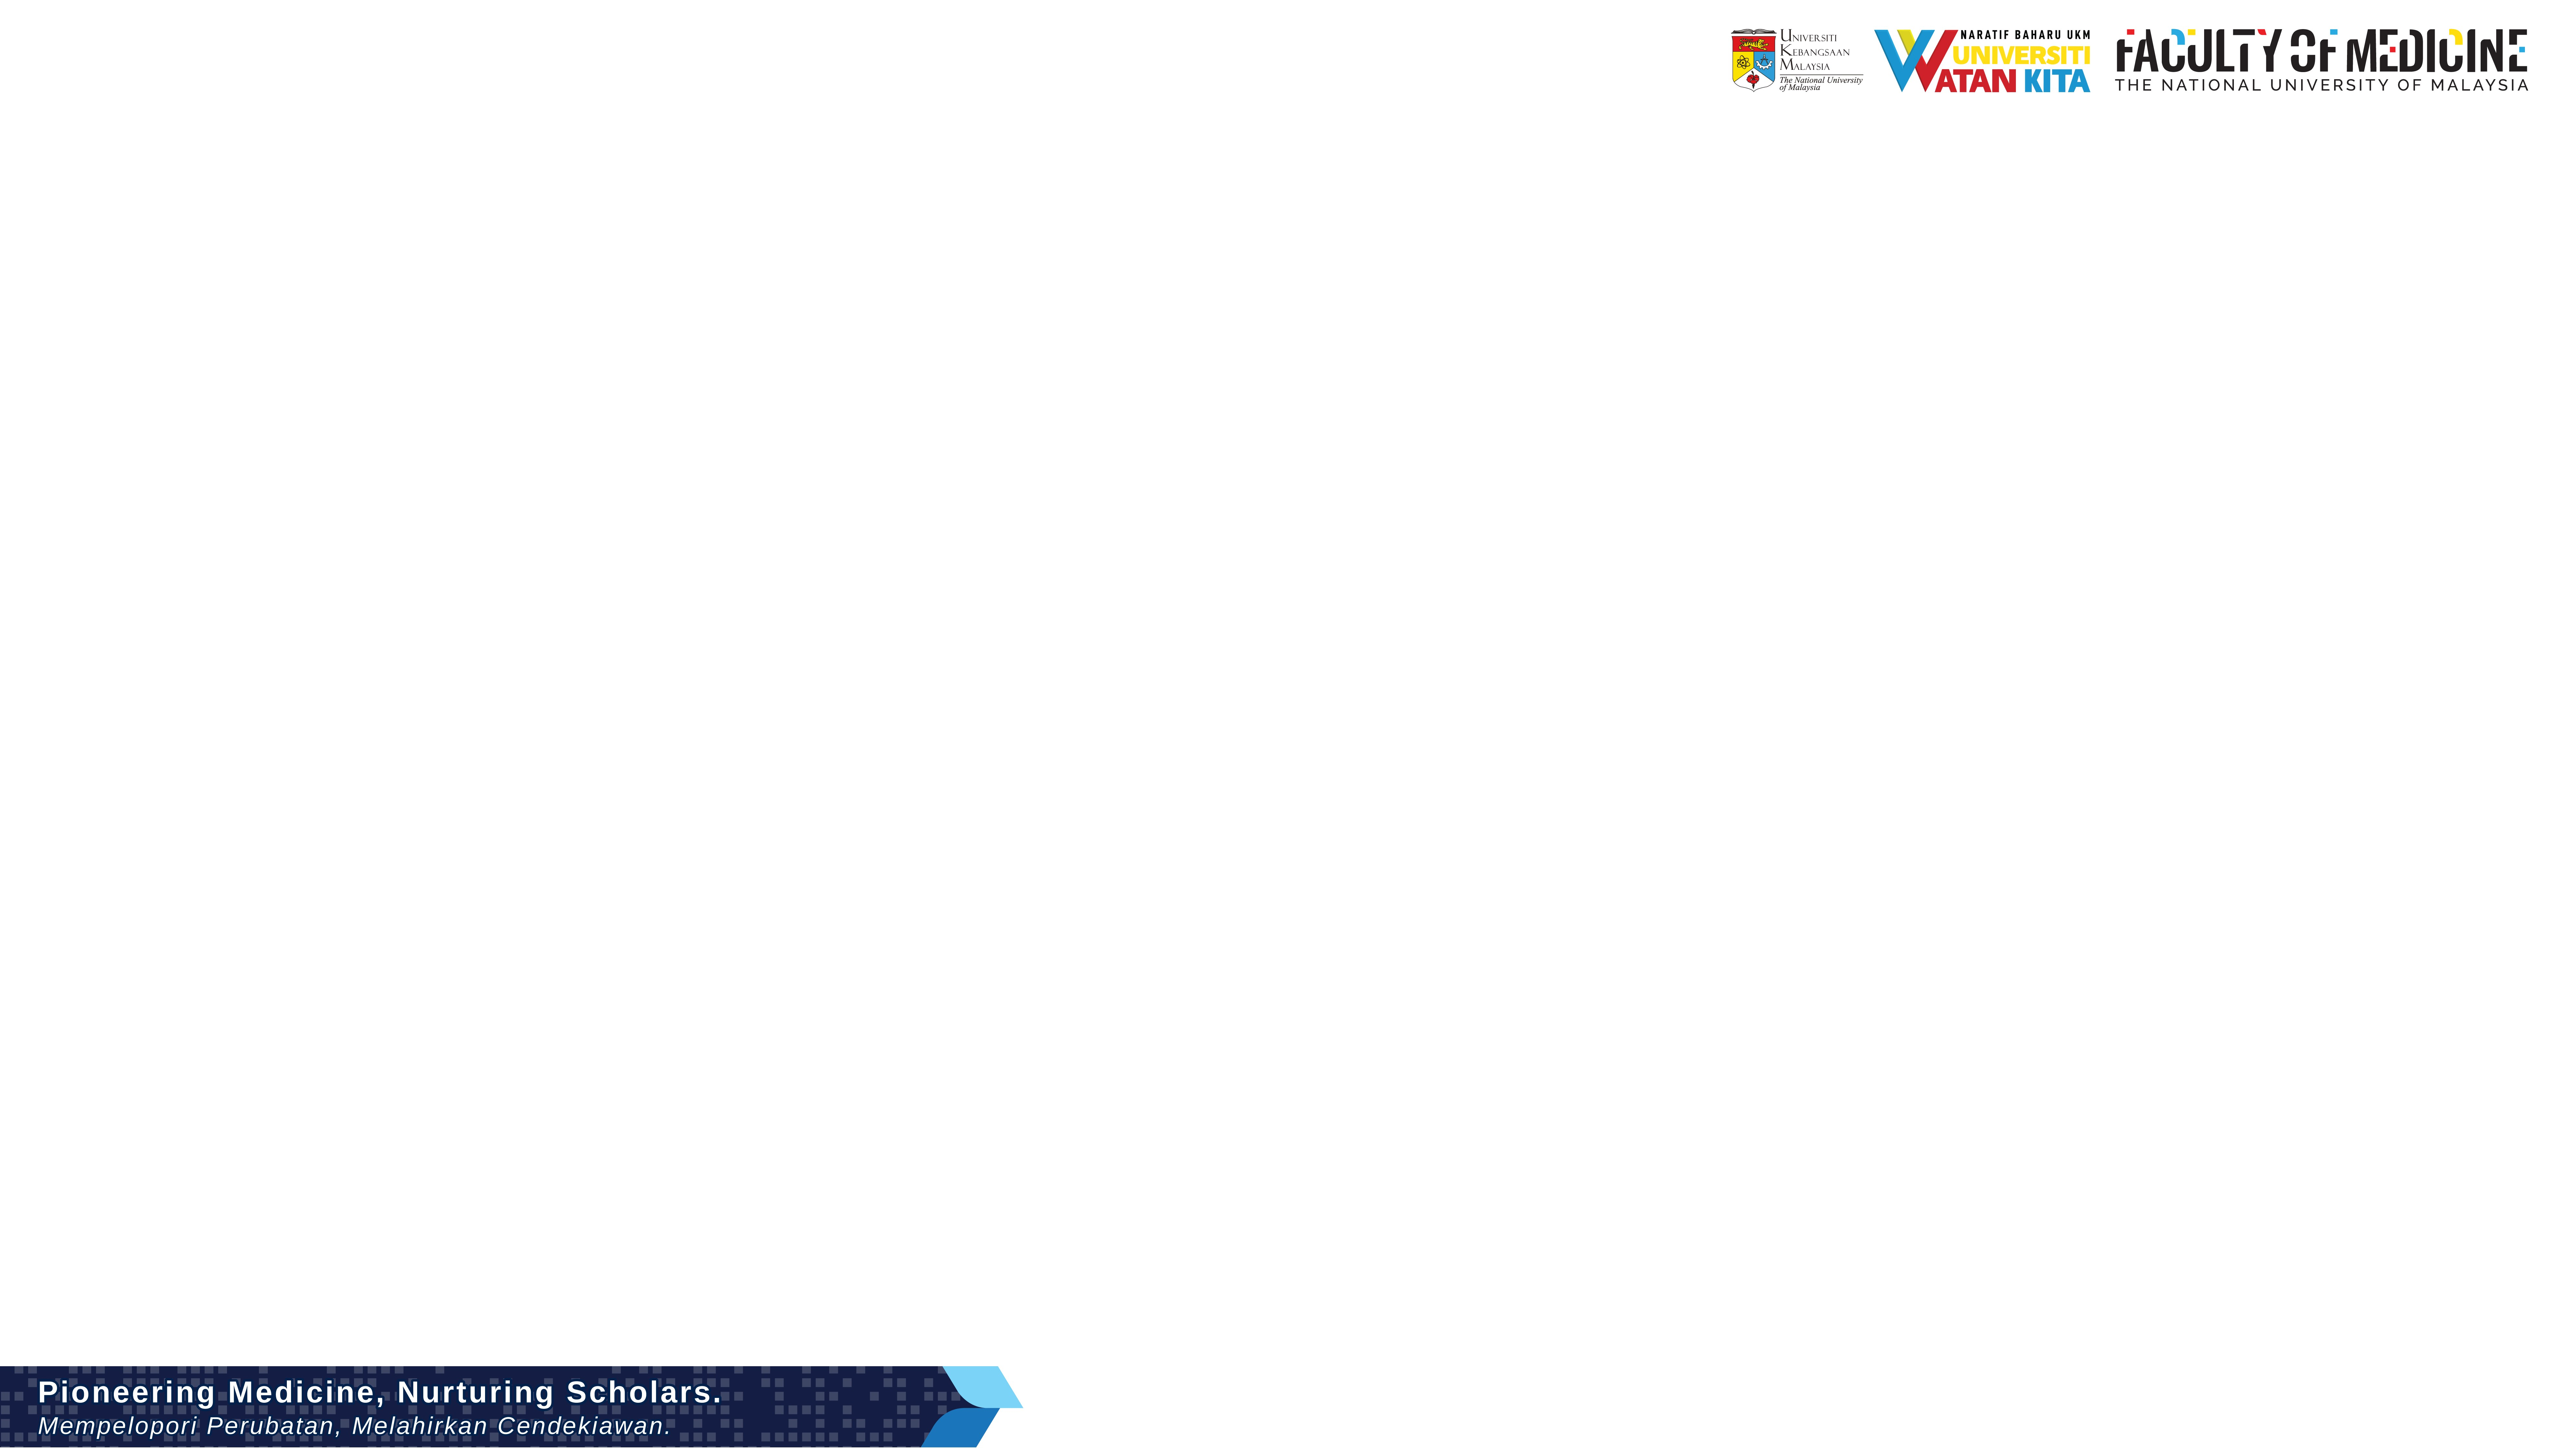 UNIVERSITI
KEBANGSAAN
MALAYSIA
The National University
of Malaysia
NARATIF BAHARU UKM
UNIVERSITI
WATAN KITA
FACULTY OF MEDICINE
THE NATIONAL UNIVERSITY OF MALAYSIA
Pioneering Medicine, Nurturing Scholars.
Mempelopori Perubatan, Melahirkan Cendekiawan.